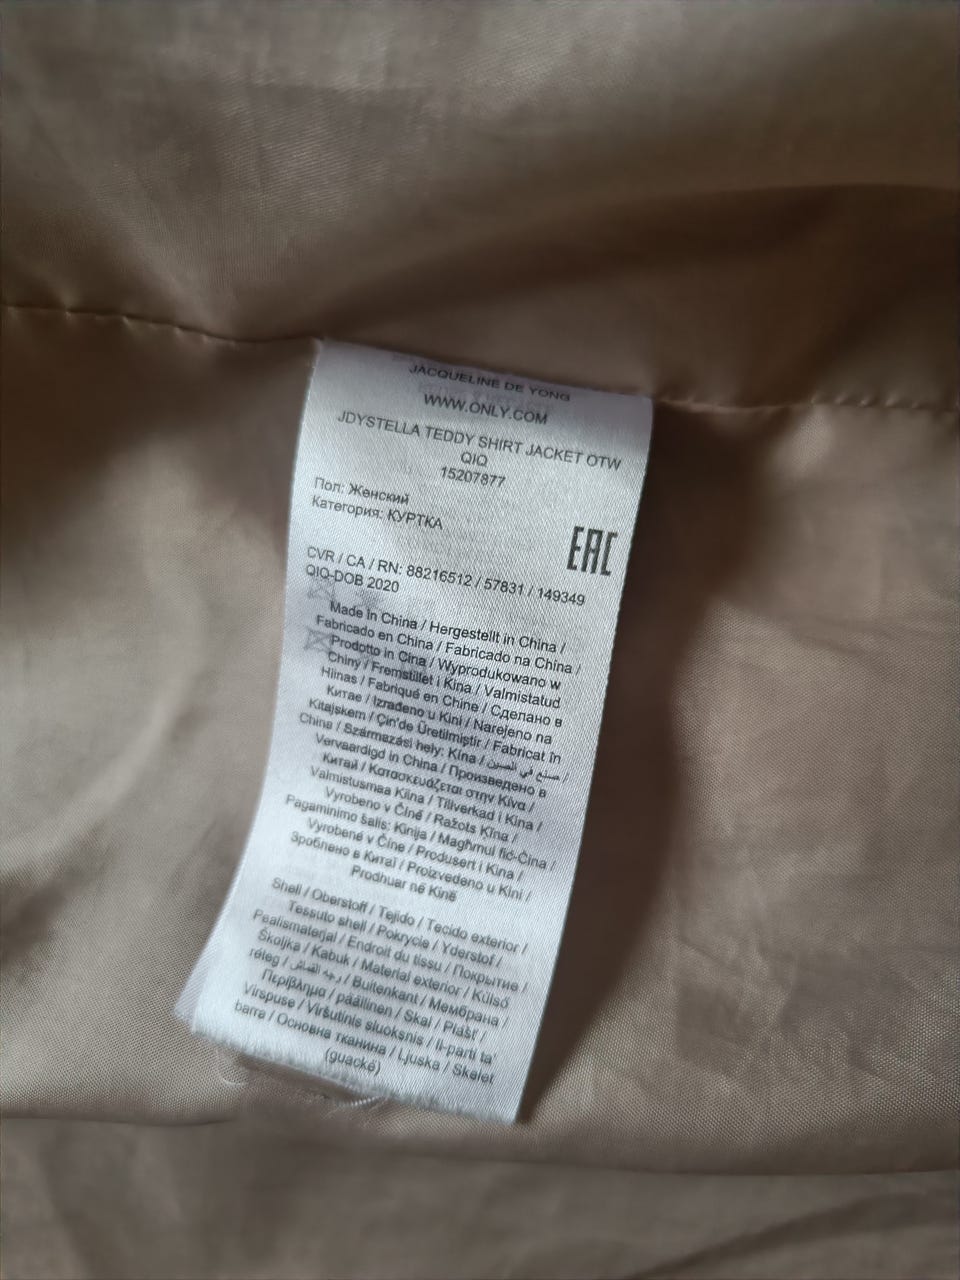 JACQUELINE DE YONG
WWW.ONLY.COM
JDYSTELLA TEDDY SHIRT JACKET OTW
QIQ
15207877
Пол: Женский
Категория: КУРТКА
EAC
CVR / CA / RN: 88216512 / 57831 / 149349
QIQ-DOB 2020
Made in China / Hergestellt in China /
Fabricado en China / Fabricado na China /
Prodotto in Cina / Wyprodukowano w
Chiny / Fremstillet i Kina / Valmistatud
Hiinas / Fabriqué en Chine / Сделано в
Китае / Izrađeno u Kini / Narejeno na
Kitajskem / Çin'de Üretilmiştir / Fabricat în
China / Származási hely: Kína / صنع في الصين /
Vervaardigd in China / Произведено в
Китай / Κατασκευάζεται στην Κίνα /
Valmistusmaa Kiina / Tillverkad i Kina /
Vyrobeno v Číně / Ražots Ķīna /
Pagaminimo šalis: Kinija / Magħmul fiċ-Ċina /
Vyrobené v Číne / Produsert i Kina /
Зроблено в Китаї / Proizvedeno u Kini /
Prodhuar në Kinë
Shell / Oberstoff / Tejido / Tecido exterior /
Tessuto shell / Pokrycie / Yderstof /
Pealismaterjal / Endroit du tissu / Покрытие /
Školjka / Kabuk / Material exterior / Külső
réteg / وجه القماش / Buitenkant / Мембрана /
Περίβλημα / päällinen / Skal / Plášť /
Virspuse / Viršutinis sluoksnis / Il-parti ta'
barra / Основна тканина / Ljuska / Skelet
(guackë)